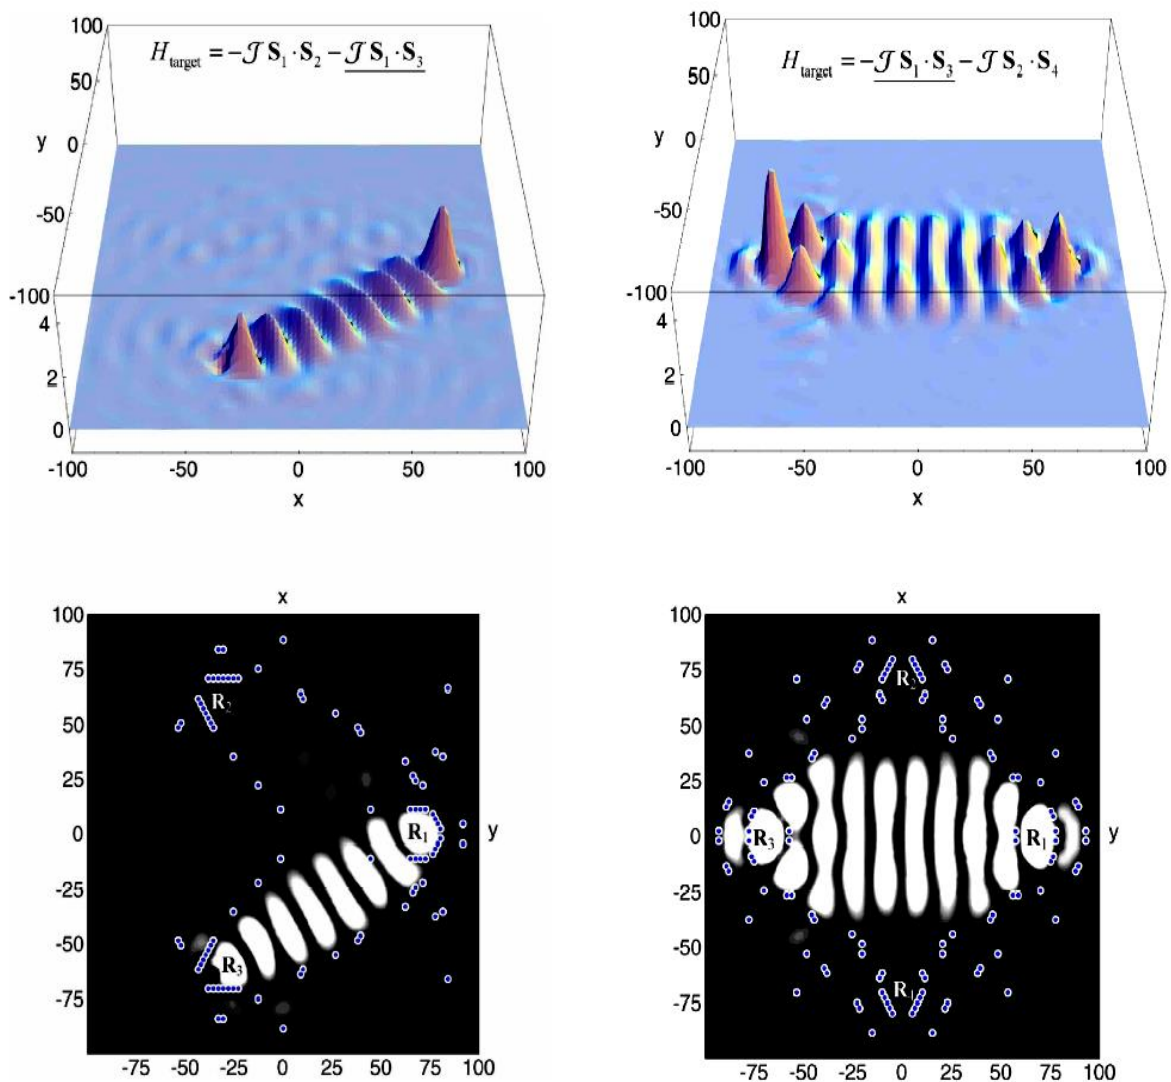 100
H_target = −𝒥 S₁ · S₂ − 𝒥 S₁ · S₃
50
y 0
-50
-100
4
2
0
-100 -50 0 50 100
x
100
H_target = −𝒥 S₁ · S₃ − 𝒥 S₂ · S₄
50
y 0
-50
-100
4
2
0
-100 -50 0 50 100
x
x
100
75
R₂
50
25
0 R₁ y
-25
-50
R₃
-75
-75 -50 -25 0 25 50 75 100
x
100
75
R₂
50
25
0 R₃ R₁ y
-25
-50
-75 R₁
-75 -50 -25 0 25 50 75 100